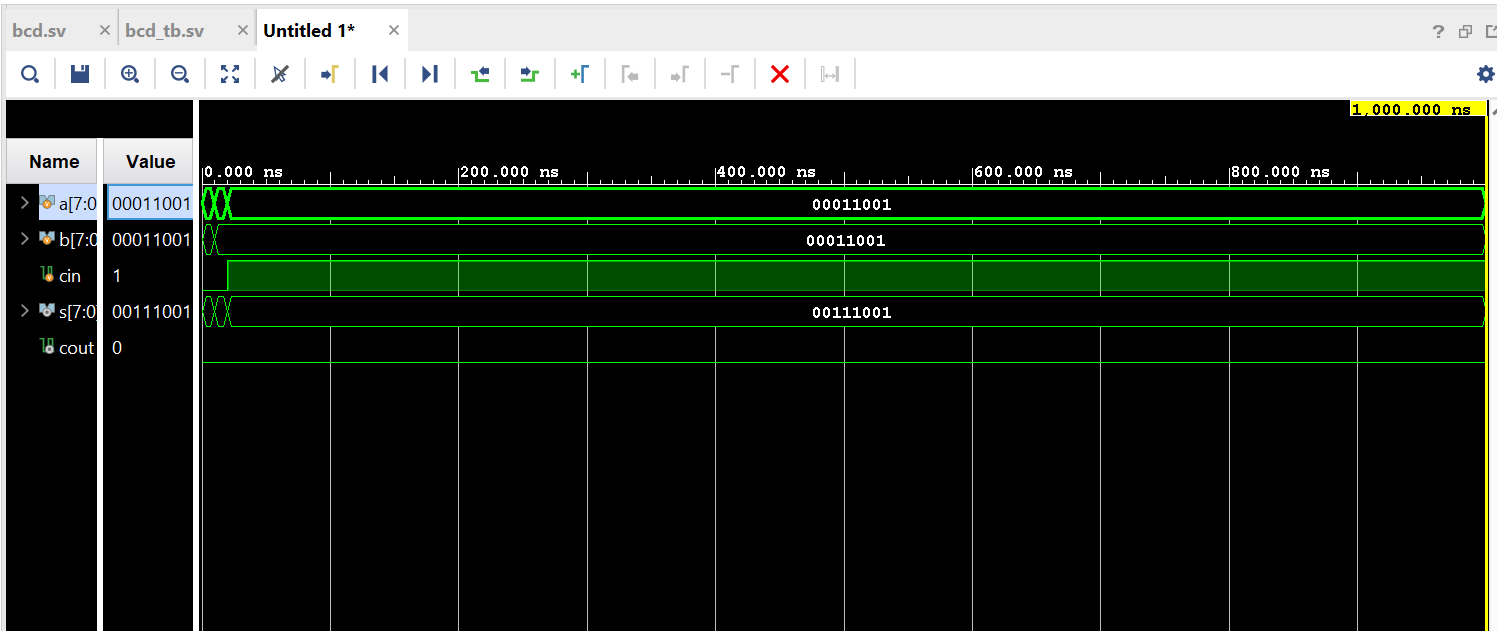 bcd.sv × bcd_tb.sv × Untitled 1* ×
?
1,000.000 ns
Name Value
0.000 ns 200.000 ns 400.000 ns 600.000 ns 800.000 ns
a[7:0 00011001 00011001
b[7:0 00011001 00011001
cin 1
s[7:0] 00111001 00111001
cout 0